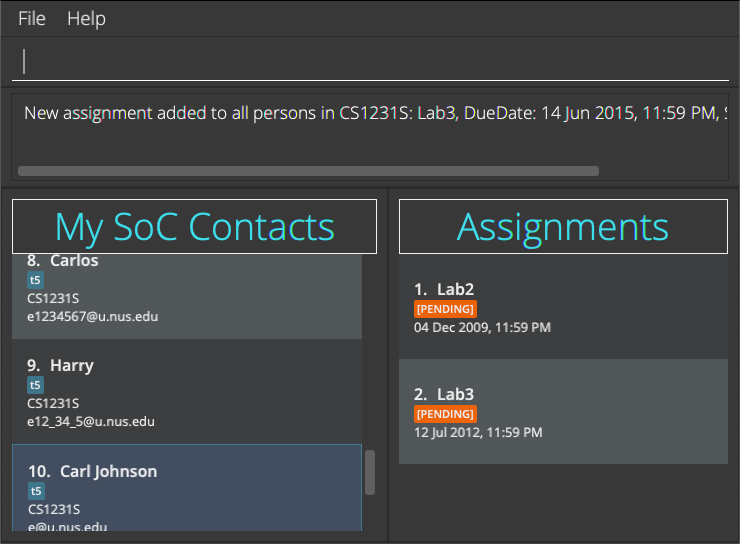 File Help
New assignment added to all persons in CS1231S: Lab3, DueDate: 14 Jun 2015, 11:59 PM, S
My SoC Contacts
8. Carlos
t5
CS1231S
e1234567@u.nus.edu
9. Harry
t5
CS1231S
e12_34_5@u.nus.edu
10. Carl Johnson
t5
CS1231S
e@u.nus.edu
Assignments
1. Lab2
[PENDING]
04 Dec 2009, 11:59 PM
2. Lab3
[PENDING]
12 Jul 2012, 11:59 PM